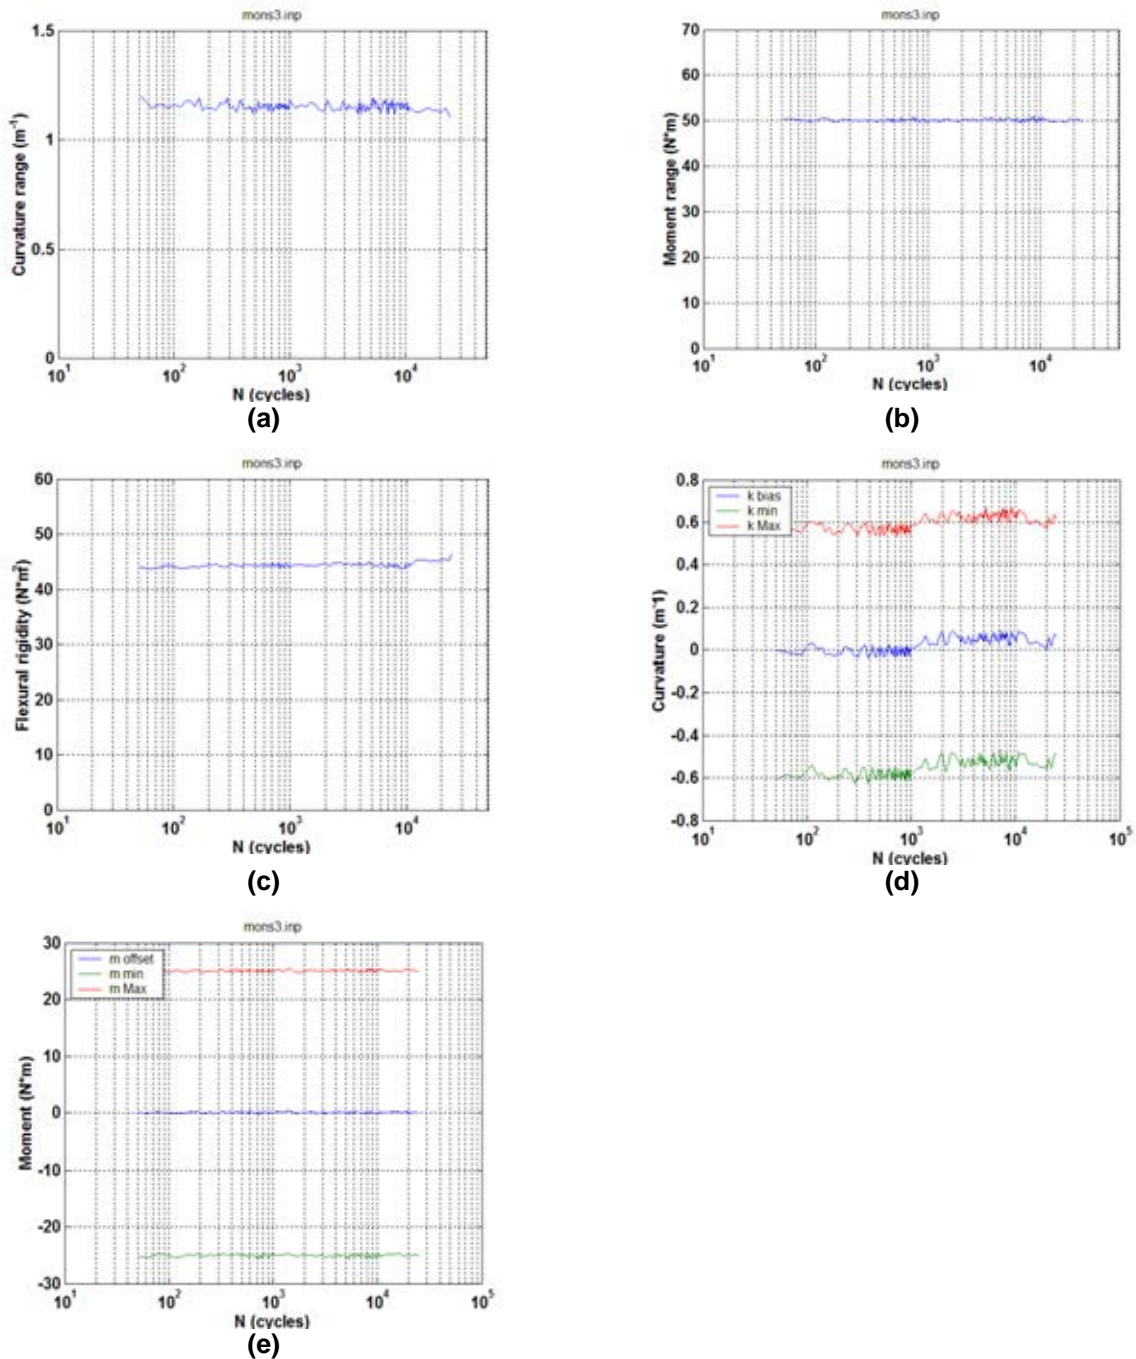 mons3.inp
1.5
1
0.5
0
Curvature range (m⁻¹)
10¹ 10² 10³ 10⁴
N (cycles)
(a)
mons3.inp
70
60
50
40
30
20
10
0
Moment range (N*m)
10¹ 10² 10³ 10⁴
N (cycles)
(b)
mons3.inp
60
50
40
30
20
10
0
Flexural rigidity (N*m²)
10¹ 10² 10³ 10⁴
N (cycles)
(c)
mons3.inp
k bias
k min
k Max
0.8
0.6
0.4
0.2
0
-0.2
-0.4
-0.6
-0.8
Curvature (m⁻1)
10¹ 10² 10³ 10⁴ 10⁵
N (cycles)
(d)
mons3.inp
m offset
m min
m Max
30
20
10
0
-10
-20
-30
Moment (N*m)
10¹ 10² 10³ 10⁴ 10⁵
N (cycles)
(e)